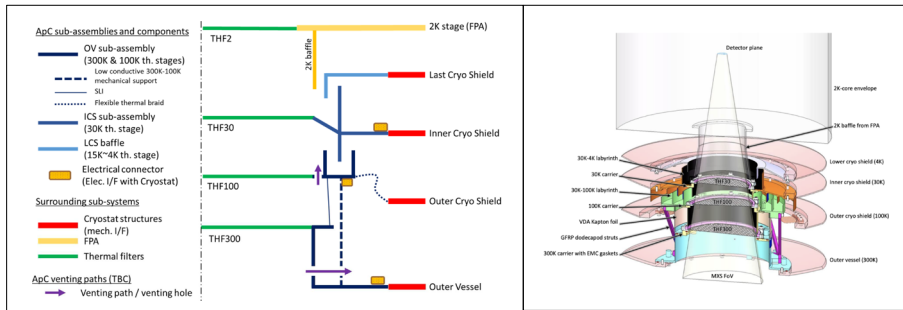 ApC sub-assemblies and components
OV sub-assembly
(300K & 100K th. stages)
Low conductive 300K-100K
mechanical support
SLI
Flexible thermal braid
ICS sub-assembly
(30K th. stage)
LCS baffle
(15K~4K th. stage)
Electrical connector
(Elec. I/F with Cryostat)
Surrounding sub-systems
Cryostat structures
(mech. I/F)
FPA
Thermal filters
ApC venting paths (TBC)
Venting path / venting hole
THF2
2K stage (FPA)
2K baffle
Last Cryo Shield
THF30
Inner Cryo Shield
THF100
Outer Cryo Shield
THF300
Outer Vessel
Detector plane
2K-core envelope
2K baffle from FPA
30K-4K labyrinth
30K carrier
30K-100K labyrinth
100K carrier
VDA Kapton foil
GFRP dodecapod struts
300K carrier with EMC gaskets
THF30
THF100
THF300
Lower cryo shield (4K)
Inner cryo shield (30K)
Outer cryo shield (100K)
Outer vessel (300K)
MXS FoV